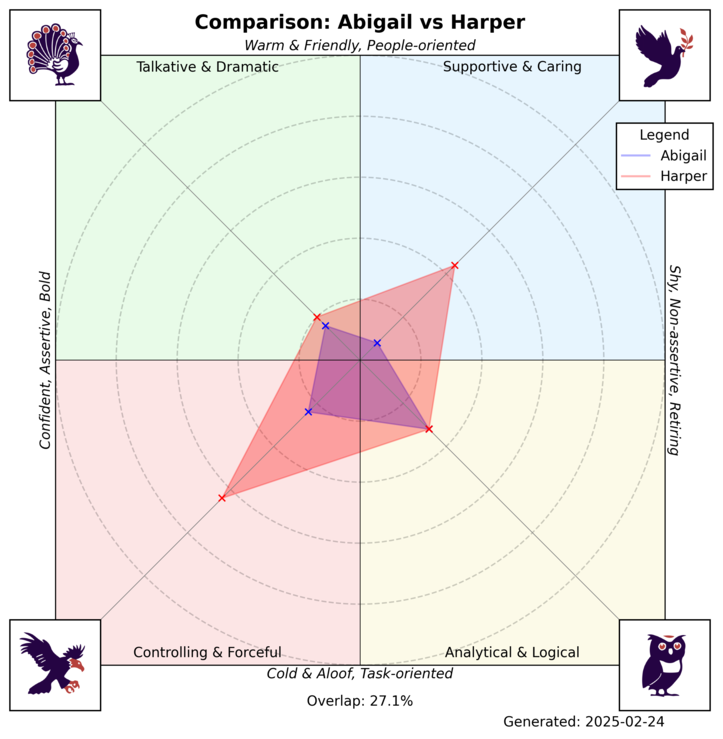 Comparison: Abigail vs Harper
Warm & Friendly, People-oriented
Talkative & Dramatic
Supportive & Caring
Legend
Abigail
Harper
Confident, Assertive, Bold
Shy, Non-assertive, Retiring
Controlling & Forceful
Analytical & Logical
Cold & Aloof, Task-oriented
Overlap: 27.1%
Generated: 2025-02-24